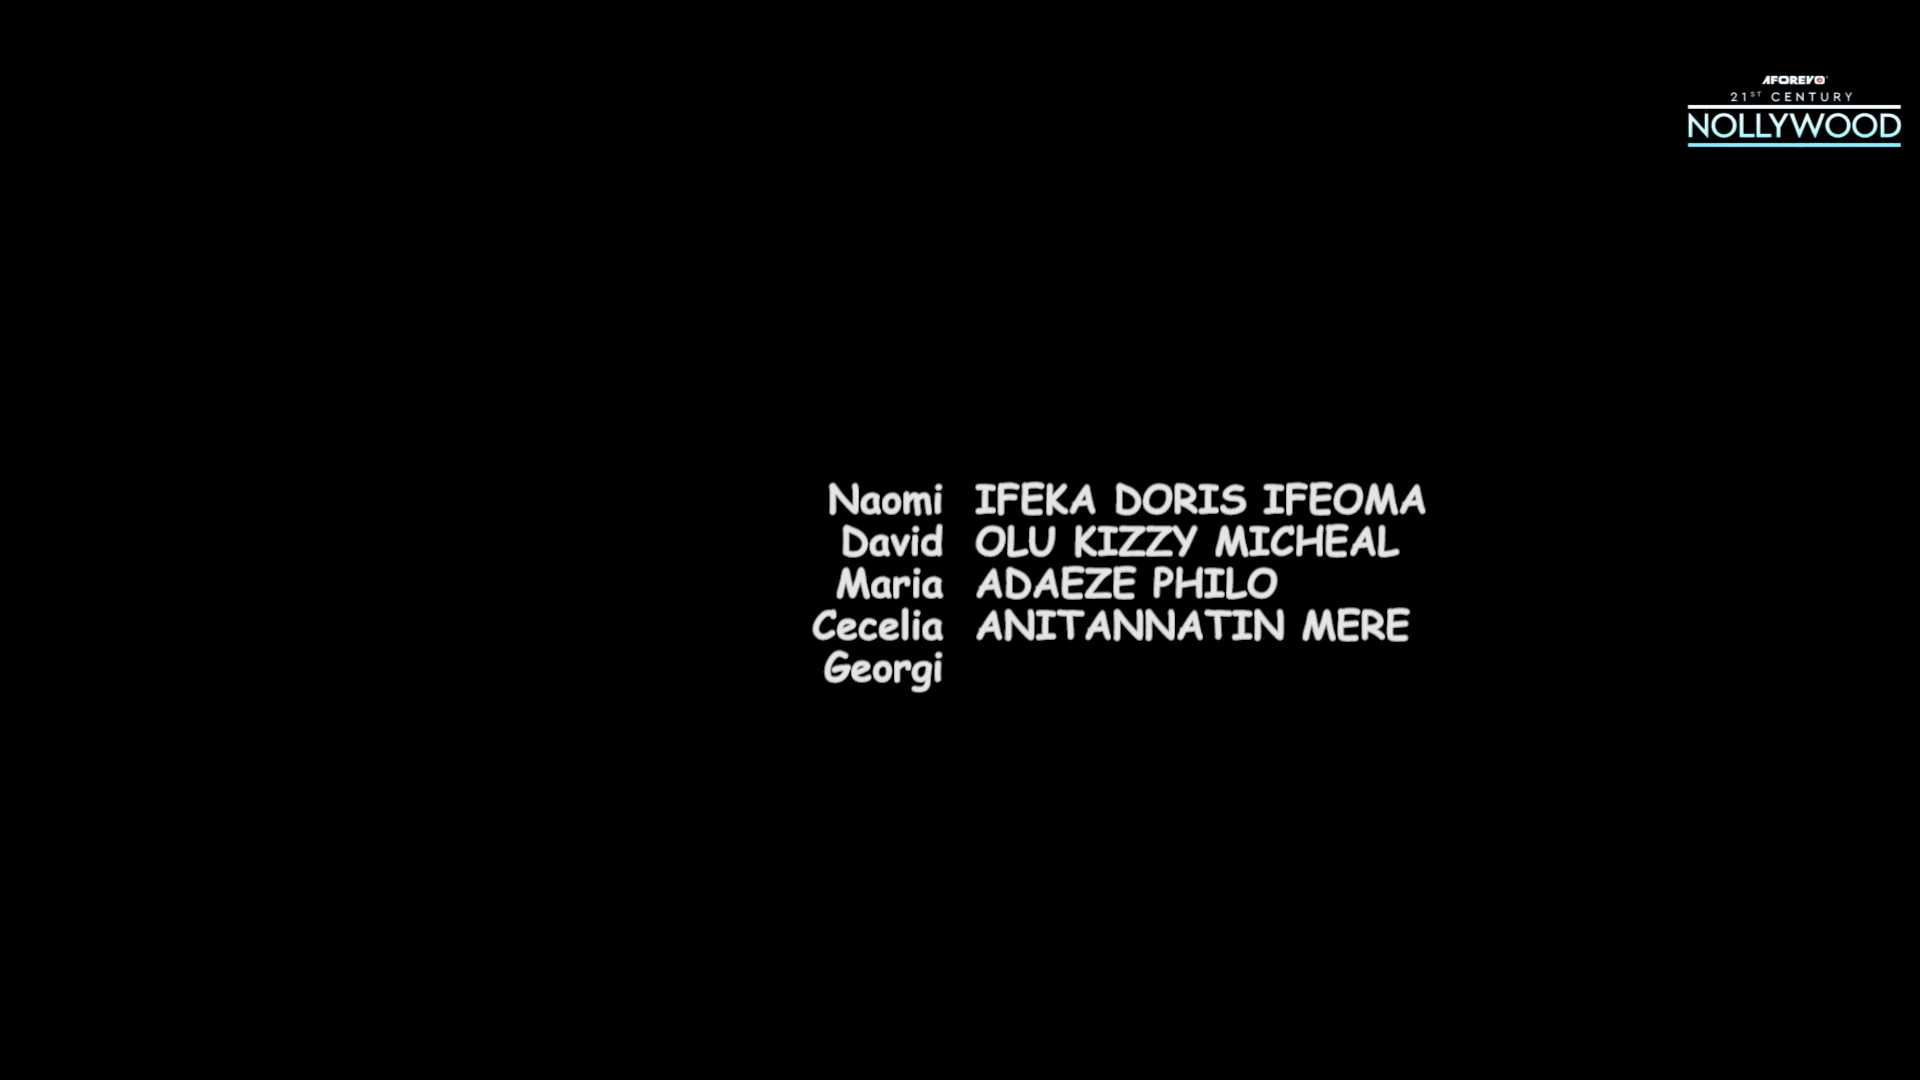 AFOREVO
21ST CENTURY
NOLLYWOOD
Naomi IFEKA DORIS IFEOMA
David OLU KIZZY MICHEAL
Maria ADAEZE PHILO
Cecelia ANITANNATIN MERE
Georgi